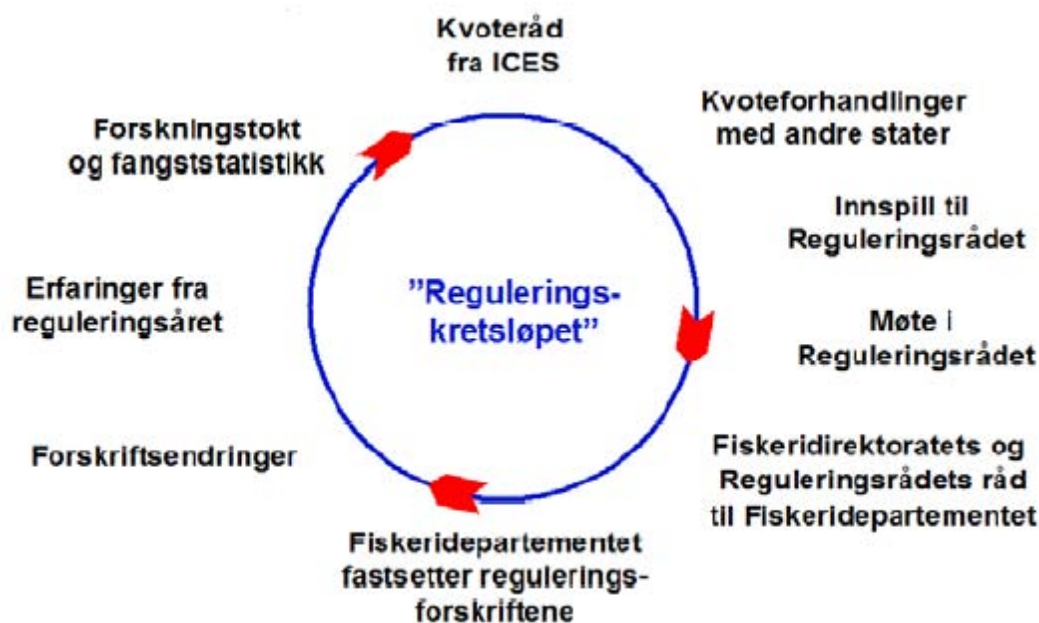 Kvoteråd
fra ICES
Kvoteforhandlinger
med andre stater
Innspill til
Reguleringsrådet
Møte i
Reguleringsrådet
Fiskeridirektoratets og
Reguleringsrådets råd
til Fiskeridepartementet
Fiskeridepartementet
fastsetter regulerings-
forskriftene
Forskriftsendringer
Erfaringer fra
reguleringsåret
Forskningstokt
og fangststatistikk
”Regulerings-
kretsløpet”